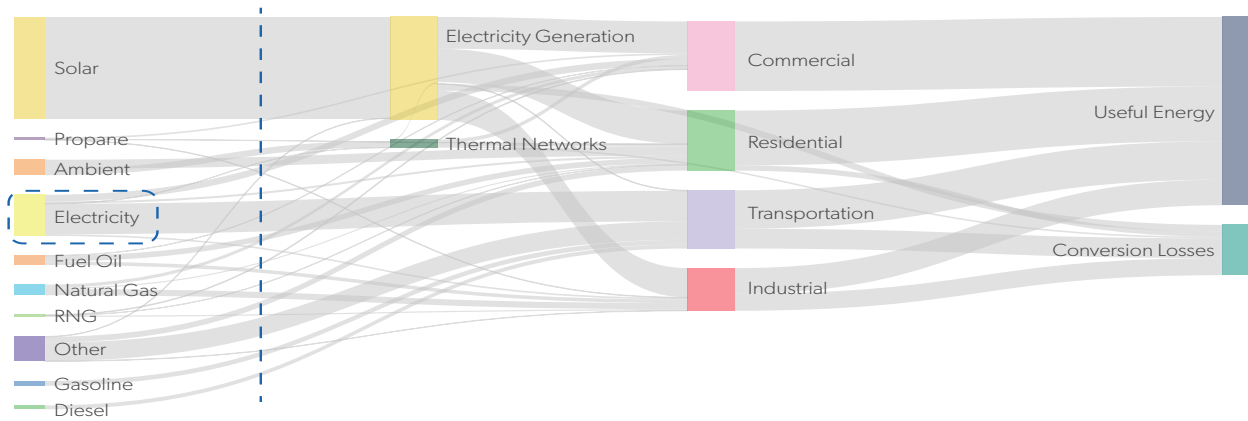 Solar
Propane
Ambient
Electricity
Fuel Oil
Natural Gas
RNG
Other
Gasoline
Diesel
Electricity Generation
Thermal Networks
Commercial
Residential
Transportation
Industrial
Useful Energy
Conversion Losses